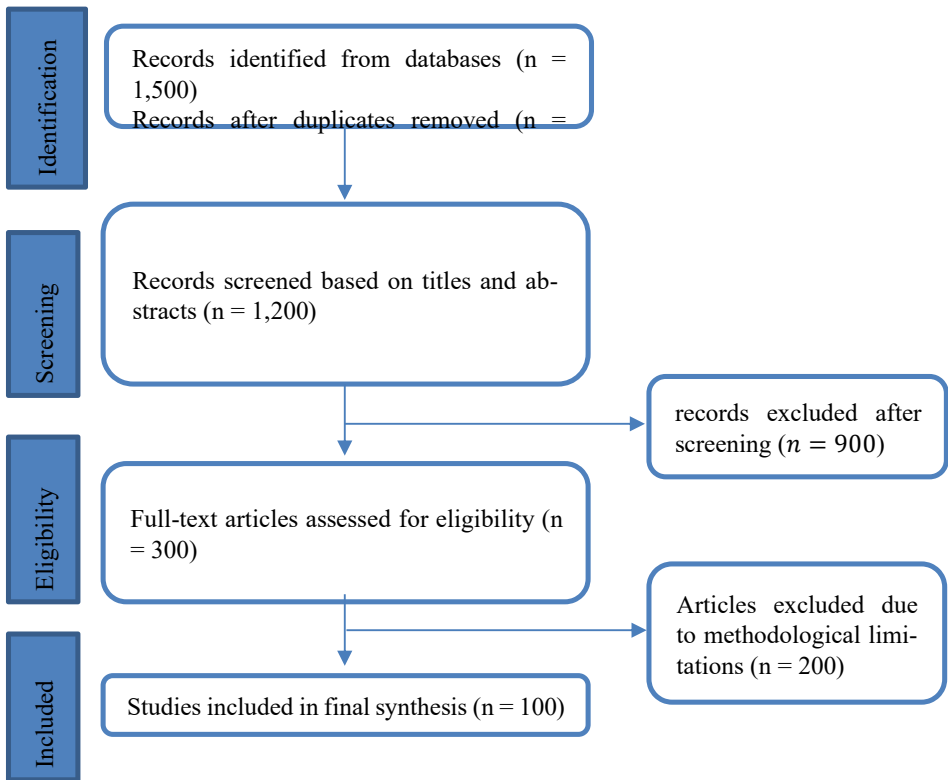 Identification
Records identified from databases (n =
1,500)
Records after duplicates removed (n =
Screening
Records screened based on titles and ab-
stracts (n = 1,200)
records excluded after
screening (n = 900)
Eligibility
Full-text articles assessed for eligibility (n
= 300)
Articles excluded due
to methodological limi-
tations (n = 200)
Included
Studies included in final synthesis (n = 100)